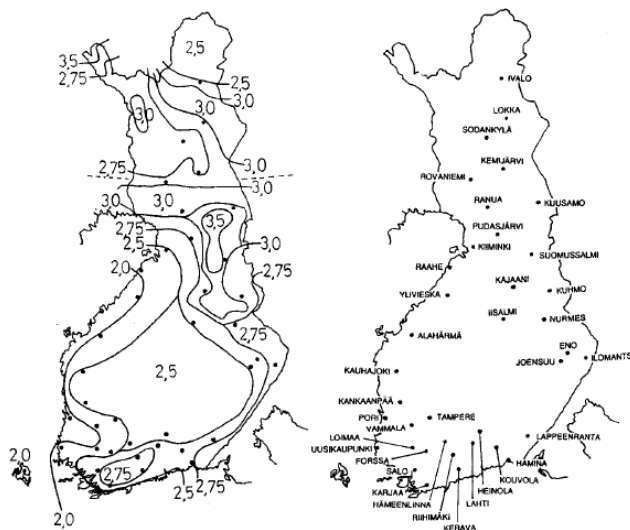 2,5
3,5
2,75
2,5
3,0
3,0
3,0
2,75
3,0
3,0
3,0
3,0
3,5
2,75
2,5
3,0
2,0
2,75
2,75
2,5
2,0
2,75
2,5
2,75
2,0
IVALO
LOKKA
SODANKYLÄ
KEMIJÄRVI
ROVANIEMI
RANUA
KUUSAMO
PUDASJÄRVI
KIIMINKI
SUOMUSSALMI
RAAHE
KAJAANI
YLIVIESKA
KUHMO
IISALMI
NURMES
ALAHÄRMÄ
ENO
JOENSUU
ILOMANTS
KAUHAJOKI
KANKAANPÄÄ
PORI
TAMPERE
VAMMALA
LOIMAA
LAPPEENRANTA
UUSIKAUPUNKI
FORSSA
SALO
HAMINA
KOUVOLA
KARJAA
HEINOLA
HÄMEENLINNA
LAHTI
RIIHIMÄKI
KERAVA